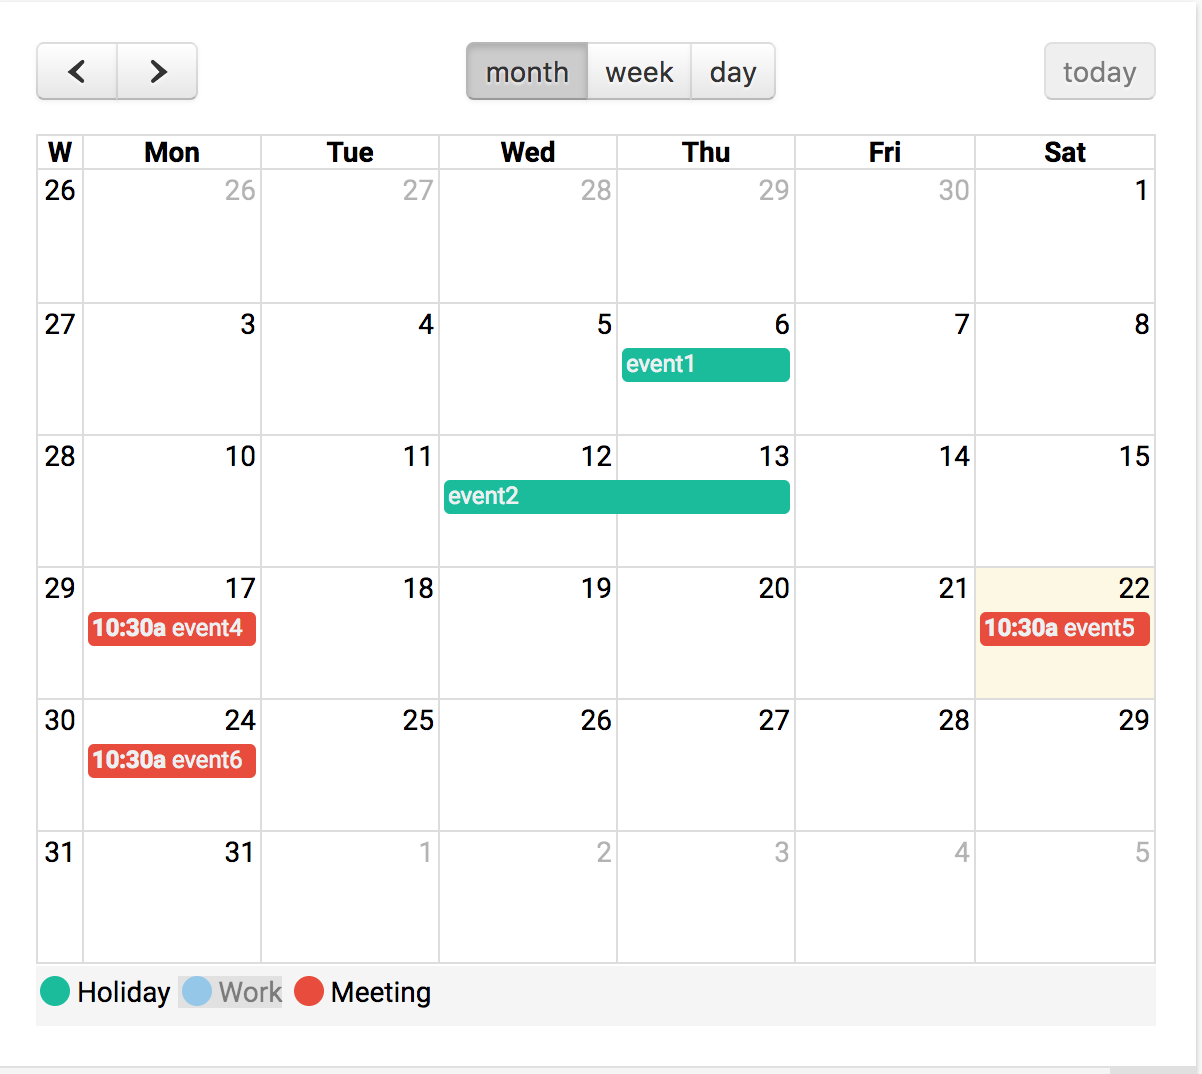 month week day today
W Mon Tue Wed Thu Fri Sat
26 26 27 28 29 30 1
27 3 4 5 6 7 8
event1
28 10 11 12 13 14 15
event2
29 17 18 19 20 21 22
10:30a event4 10:30a event5
30 24 25 26 27 28 29
10:30a event6
31 31 1 2 3 4 5
Holiday Work Meeting